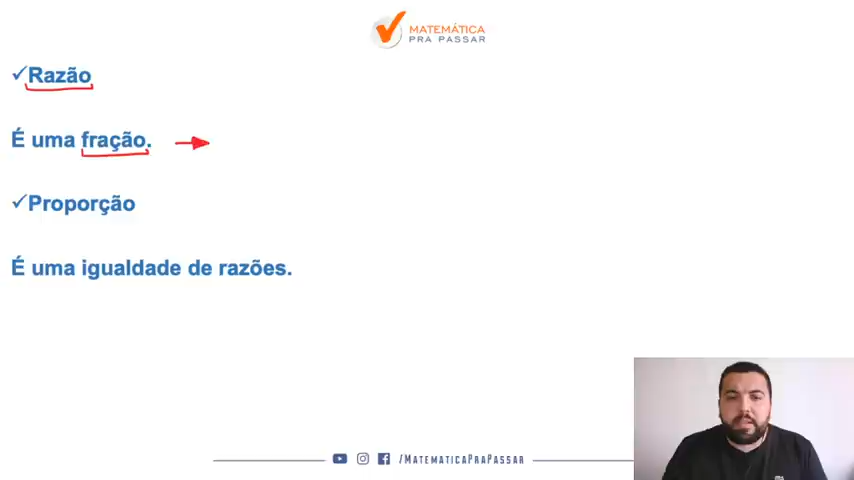 MATEMÁTICA
PRA PASSAR
✓Razão
É uma fração.
✓Proporção
É uma igualdade de razões.
/MATEMATICAPRAPASSAR